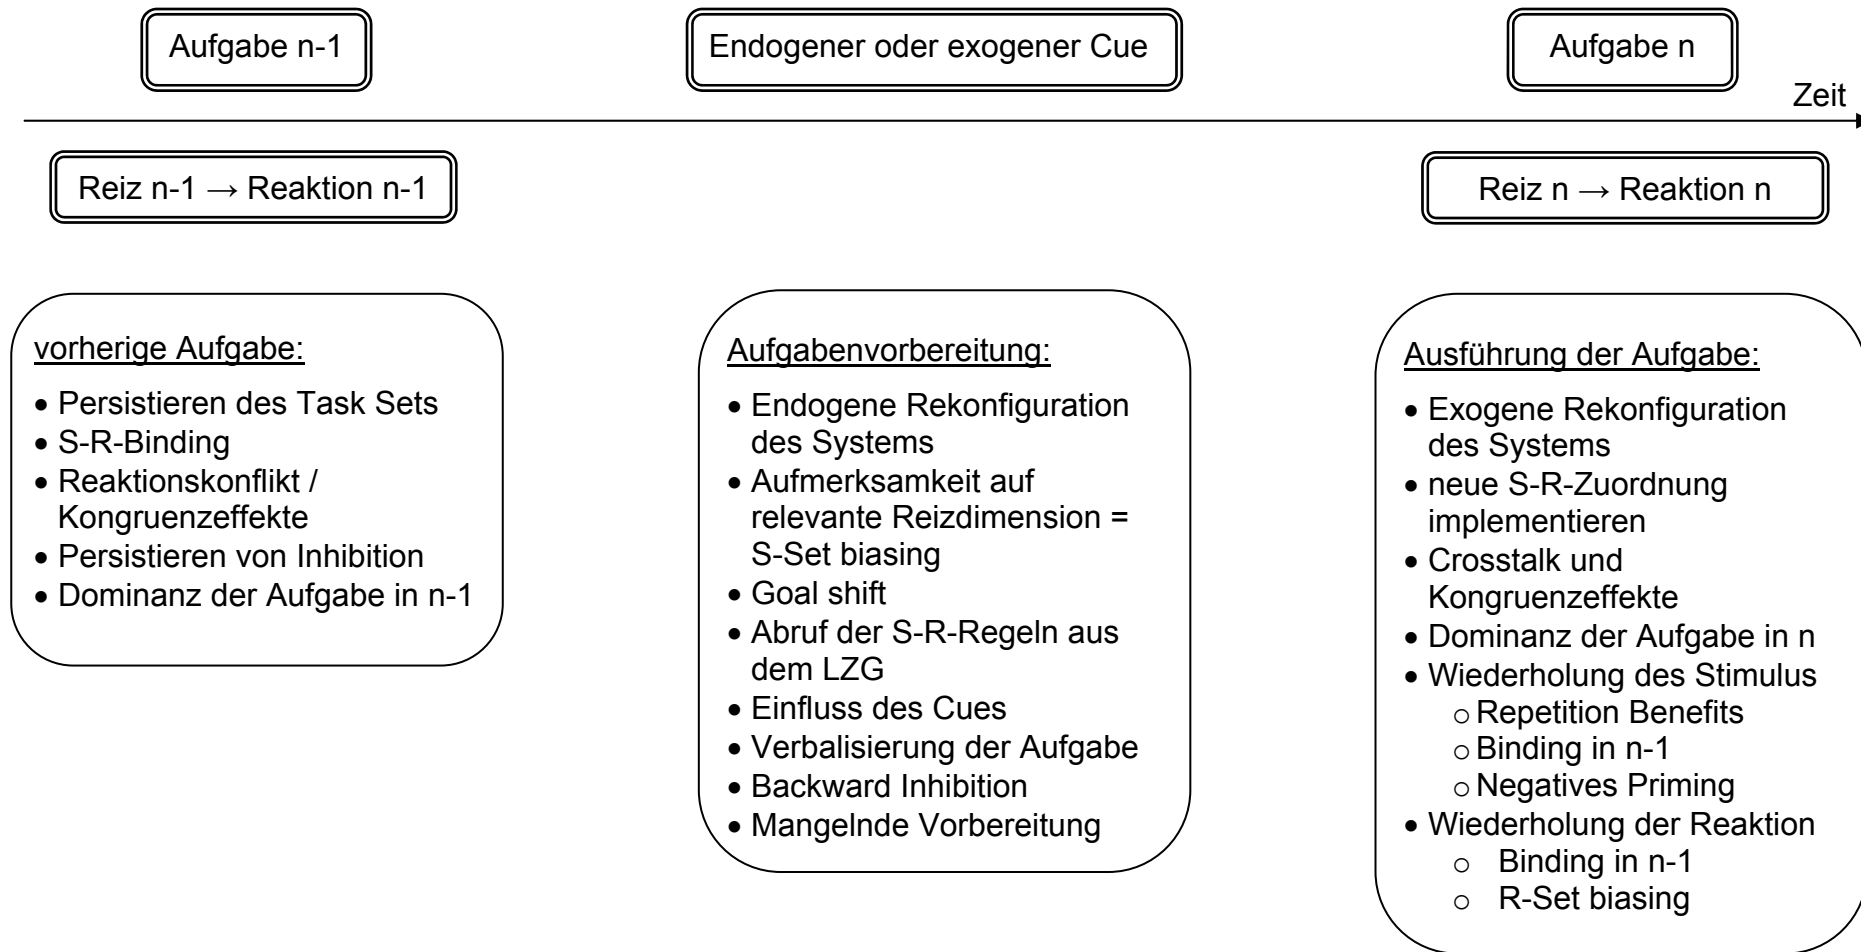 Aufgabe n-1
Endogener oder exogener Cue
Aufgabe n
Zeit
Reiz n-1 → Reaktion n-1
Reiz n → Reaktion n
vorherige Aufgabe:
• Persistieren des Task Sets
• S-R-Binding
• Reaktionskonflikt /
Kongruenzeffekte
• Persistieren von Inhibition
• Dominanz der Aufgabe in n-1
Aufgabenvorbereitung:
• Endogene Rekonfiguration
des Systems
• Aufmerksamkeit auf
relevante Reizdimension =
S-Set biasing
• Goal shift
• Abruf der S-R-Regeln aus
dem LZG
• Einfluss des Cues
• Verbalisierung der Aufgabe
• Backward Inhibition
• Mangelnde Vorbereitung
Ausführung der Aufgabe:
• Exogene Rekonfiguration
des Systems
• neue S-R-Zuordnung
implementieren
• Crosstalk und
Kongruenzeffekte
• Dominanz der Aufgabe in n
• Wiederholung des Stimulus
○ Repetition Benefits
○ Binding in n-1
○ Negatives Priming
• Wiederholung der Reaktion
○ Binding in n-1
○ R-Set biasing